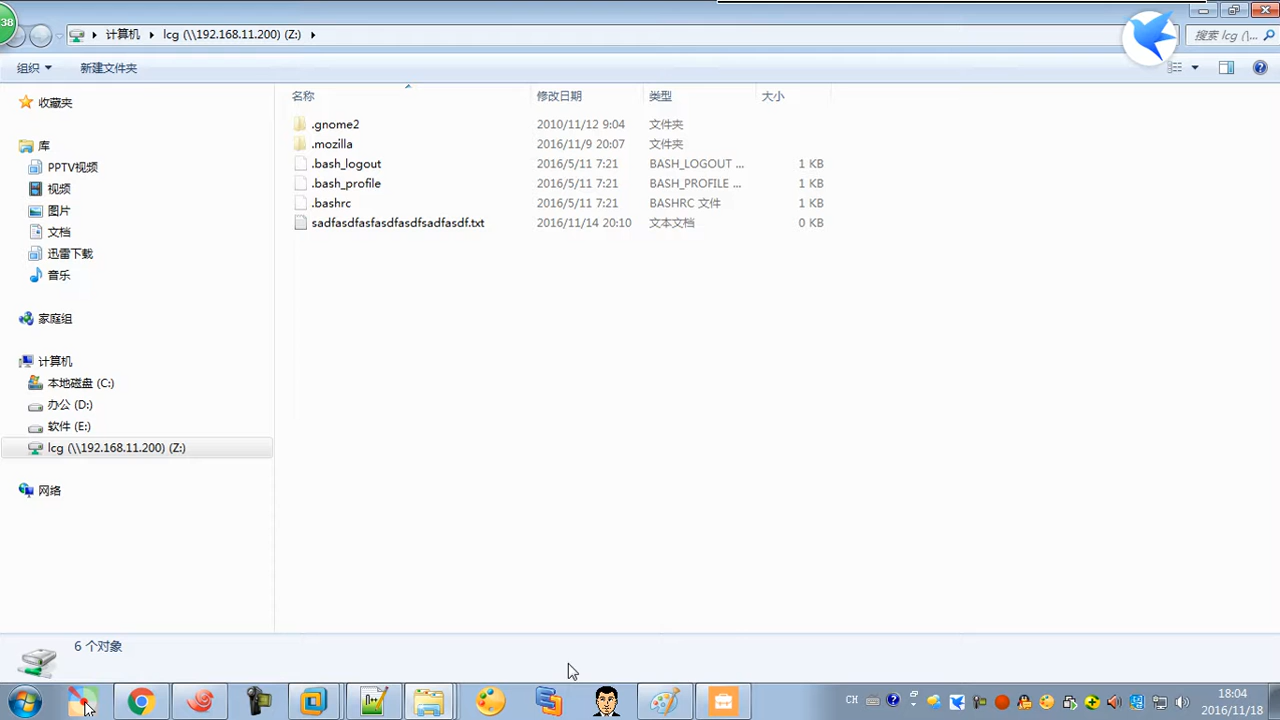 38
计算机 lcg (\\192.168.11.200) (Z:)
搜索 lcg (\...
组织 新建文件夹
收藏夹
库
PPTV视频
视频
图片
文档
迅雷下载
音乐
家庭组
计算机
本地磁盘 (C:)
办公 (D:)
软件 (E:)
lcg (\\192.168.11.200) (Z:)
网络
名称 修改日期 类型 大小
.gnome2 2010/11/12 9:04 文件夹
.mozilla 2016/11/9 20:07 文件夹
.bash_logout 2016/5/11 7:21 BASH_LOGOUT ... 1 KB
.bash_profile 2016/5/11 7:21 BASH_PROFILE ... 1 KB
.bashrc 2016/5/11 7:21 BASHRC 文件 1 KB
sadfasdfasfasdfasdfsadfasdf.txt 2016/11/14 20:10 文本文档 0 KB
6 个对象
CH
18:04
2016/11/18